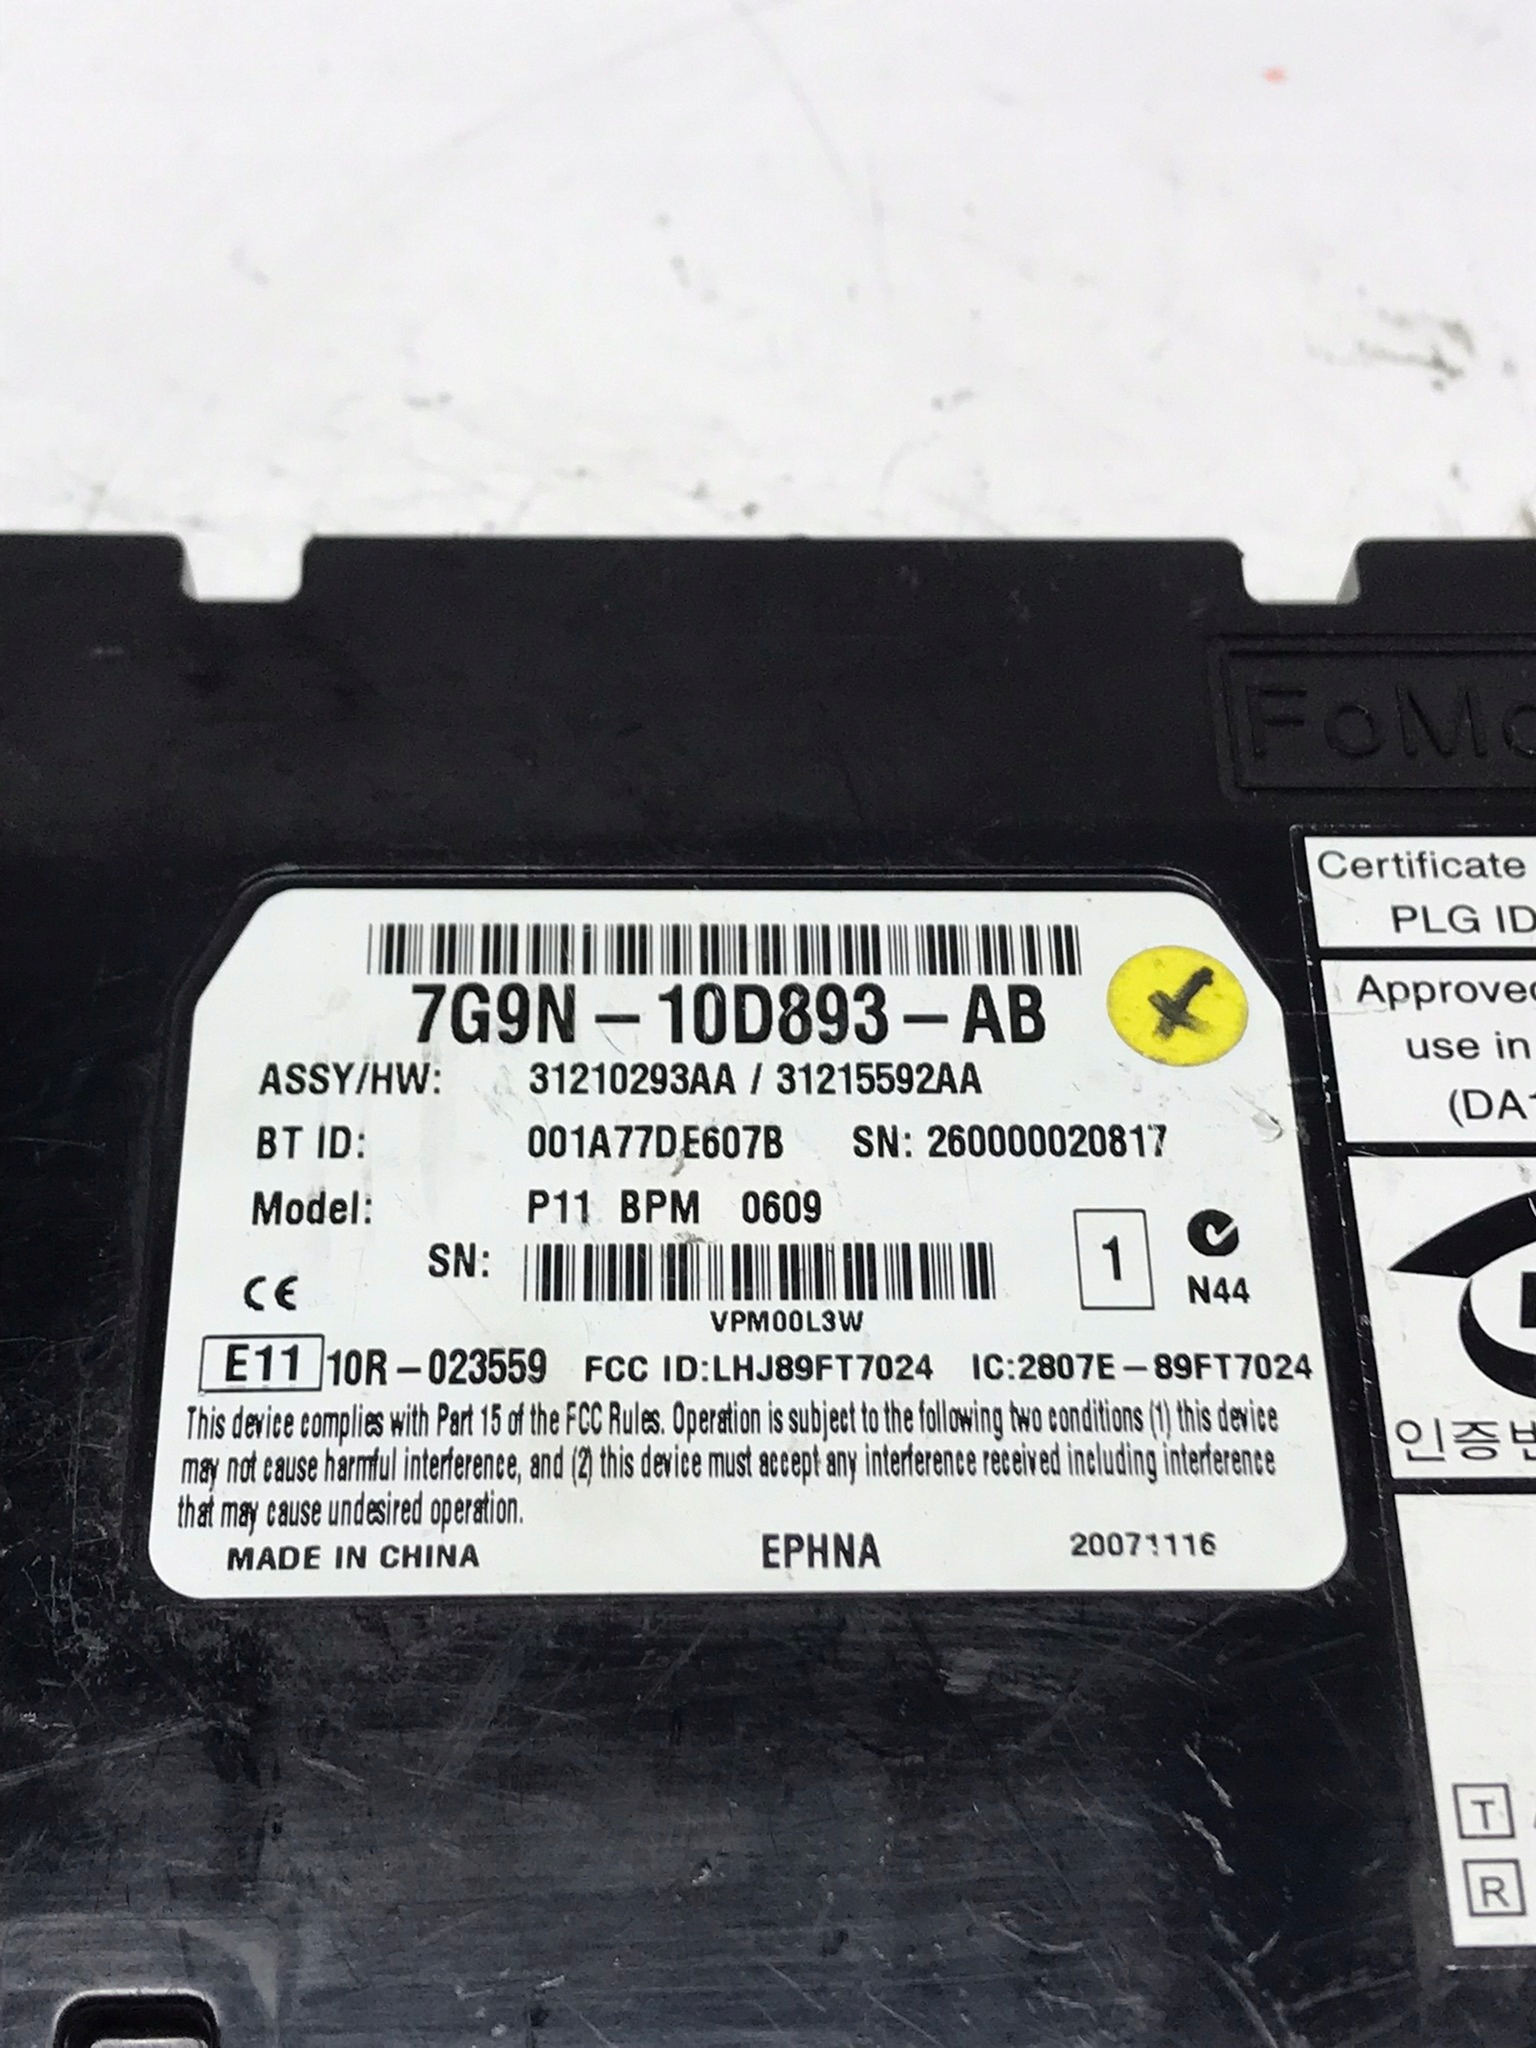 FoMo
7G9N-10D893-AB
ASSY/HW: 31210293AA / 31215592AA
BT ID: 001A77DE607B SN: 260000020817
Model: P11 BPM 0609
SN:
1
N44
CE
VPM00L3W
E11 10R-023559 FCC ID:LHJ89FT7024 IC:2807E-89FT7024
This device complies with Part 15 of the FCC Rules. Operation is subject to the following two conditions (1) this device
may not cause harmful interference, and (2) this device must accept any interference received including interference
that may cause undesired operation.
MADE IN CHINA EPHNA 20071116
Certificate
PLG ID
Approved
use in
(DA1
인증번
T
R